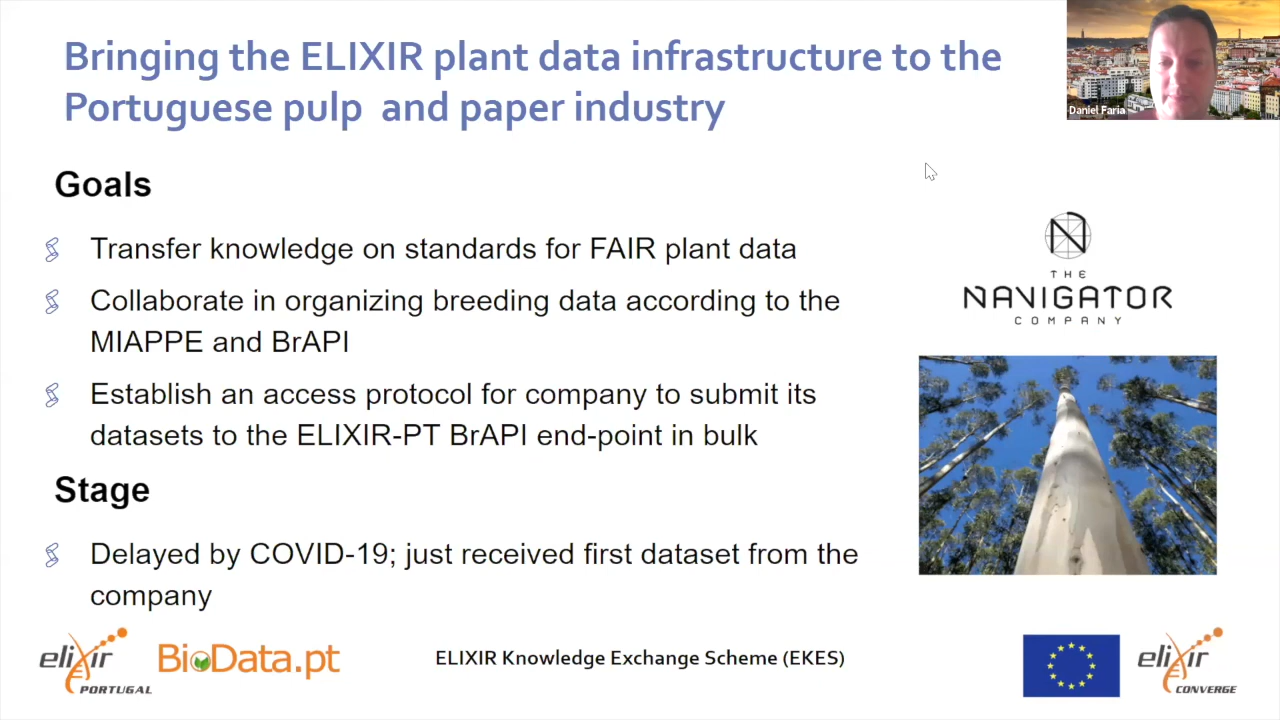 Bringing the ELIXIR plant data infrastructure to the
Portuguese pulp and paper industry
Daniel Faria
Goals
Transfer knowledge on standards for FAIR plant data
Collaborate in organizing breeding data according to the
MIAPPE and BrAPI
Establish an access protocol for company to submit its
datasets to the ELIXIR-PT BrAPI end-point in bulk
THE
NAVIGATOR
COMPANY
Stage
Delayed by COVID-19; just received first dataset from the
company
elixir
PORTUGAL
BioData.pt
ELIXIR Knowledge Exchange Scheme (EKES)
elixir
CONVERGE